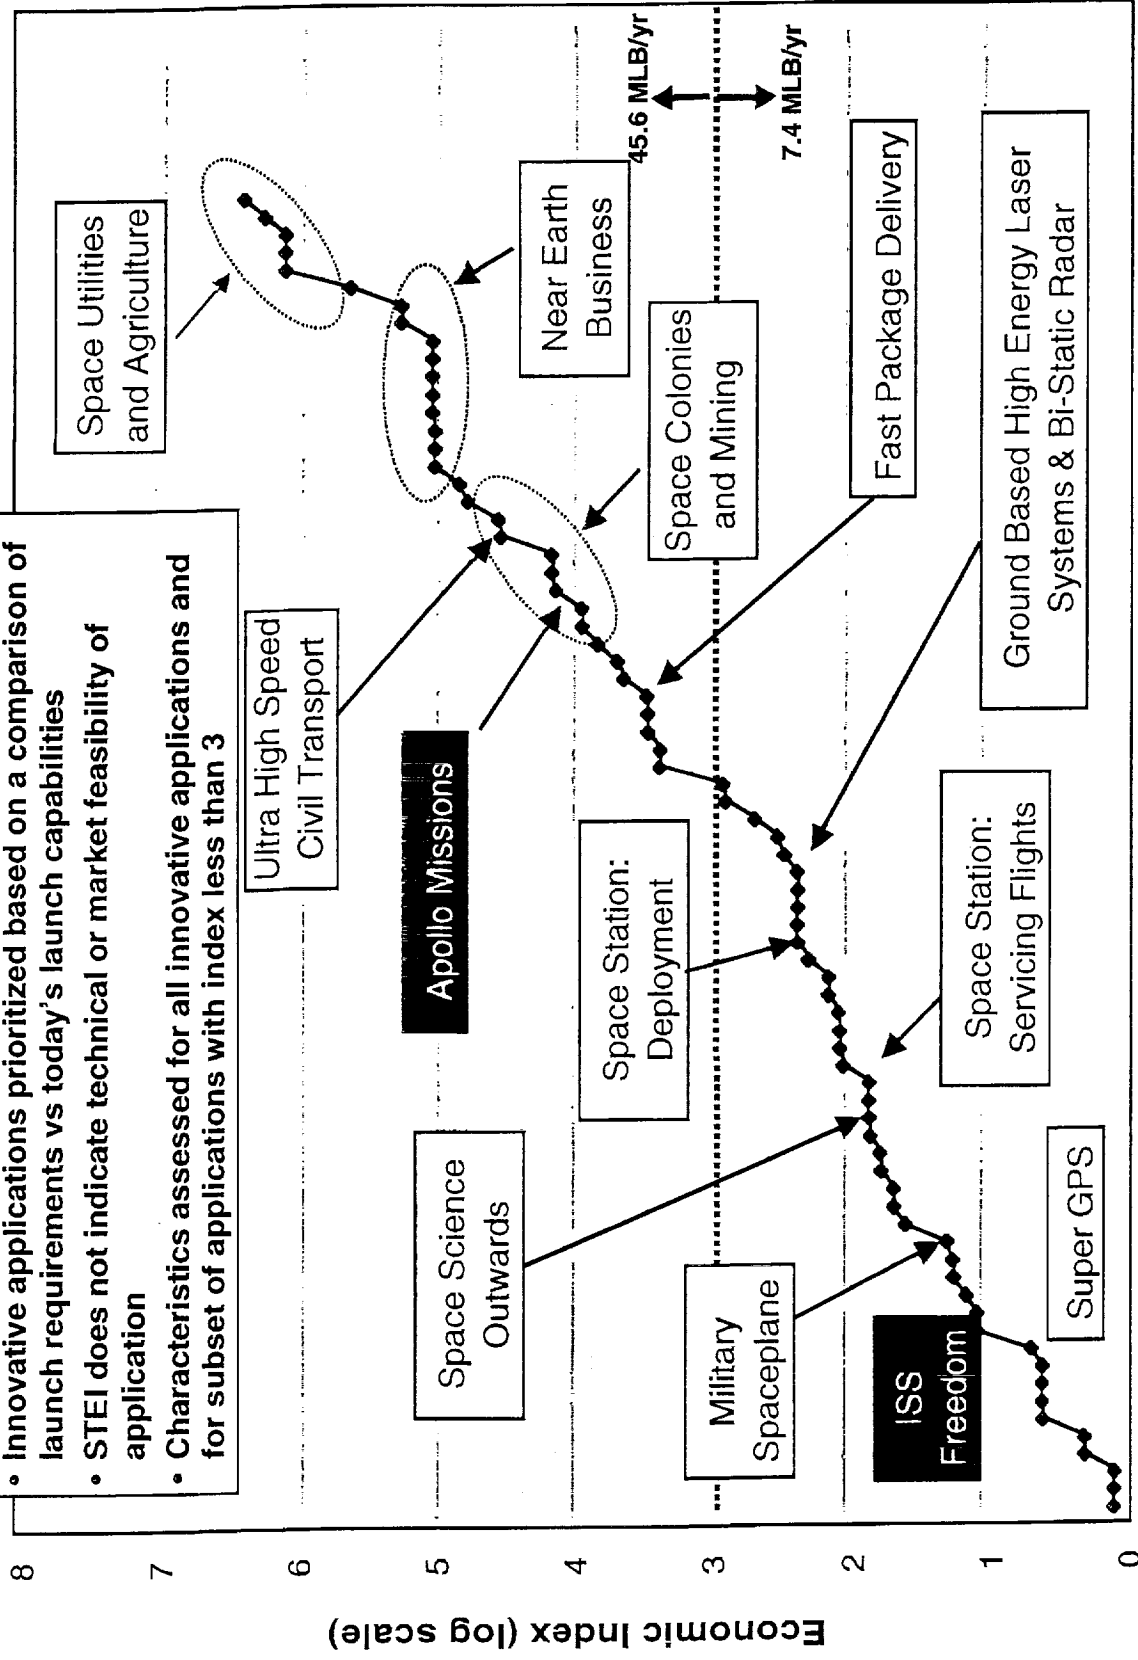 • Innovative applications prioritized based on a comparison of
launch requirements vs today's launch capabilities
• STEI does not indicate technical or market feasibility of
application
• Characteristics assessed for all innovative applications and
for subset of applications with index less than 3
Economic Index (log scale)
8
7
6
5
4
3
2
1
0
Space Utilities
and Agriculture
Ultra High Speed
Civil Transport
Apollo Missions
Near Earth
Business
45.6 MLB/yr
7.4 MLB/yr
Space Colonies
and Mining
Space Science
Outwards
Space Station:
Deployment
Fast Package Delivery
Military
Spaceplane
ISS
Freedom
Space Station:
Servicing Flights
Ground Based High Energy Laser
Systems & Bi-Static Radar
Super GPS